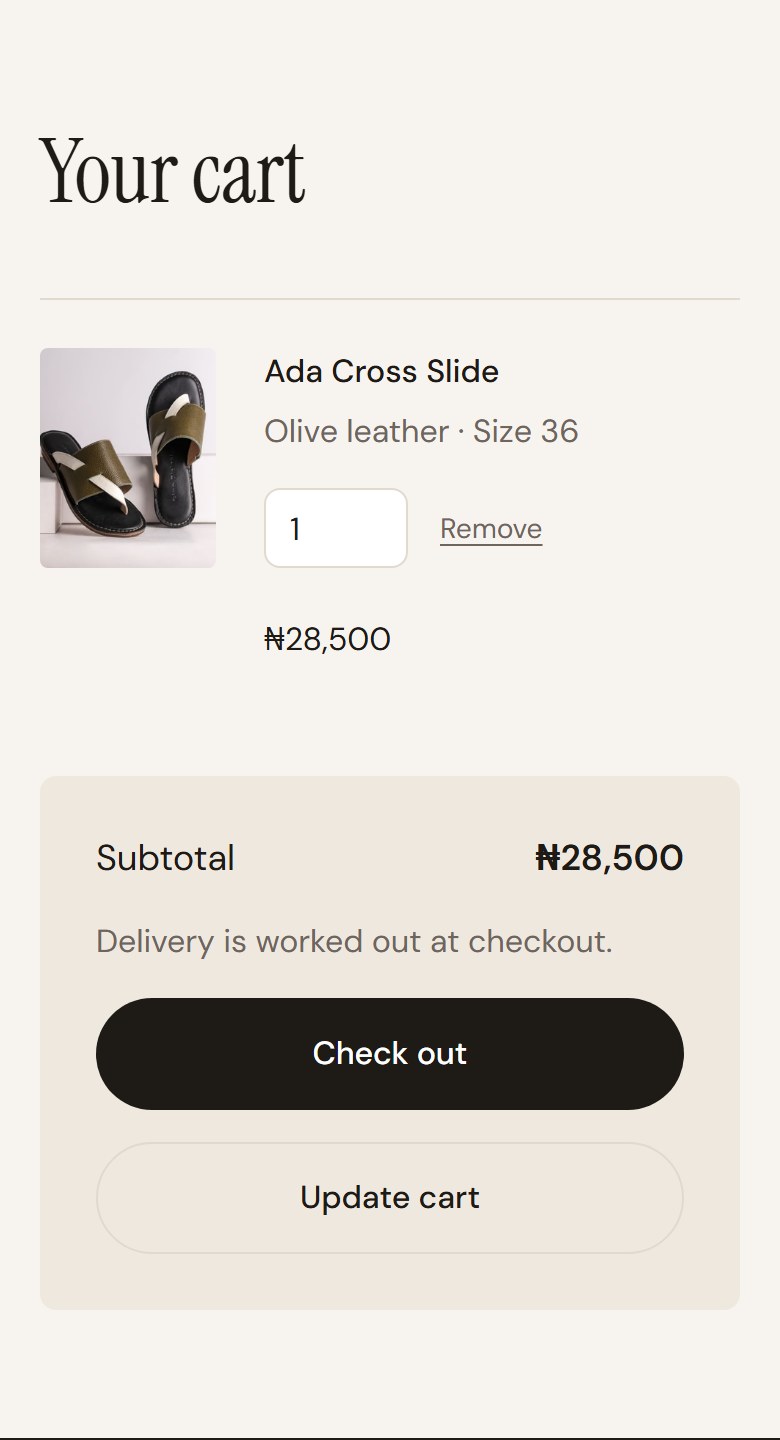 Your cart
Ada Cross Slide
Olive leather · Size 36
1
Remove
₦28,500
Subtotal
₦28,500
Delivery is worked out at checkout.
Check out
Update cart